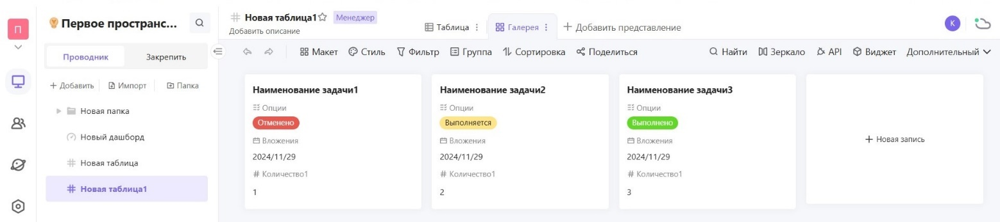 П
Первое пространс...
Проводник
Закрепить
Добавить
Импорт
Папка
Новая папка
Новый дашборд
Новая таблица
Новая таблица1
Новая таблица1
Менеджер
Добавить описание
Таблица
Галерея
Добавить представление
К
Макет
Стиль
Фильтр
Группа
Сортировка
Поделиться
Найти
Зеркало
API
Виджет
Дополнительный
Наименование задачи1
Опции
Отменено
Вложения
2024/11/29
Количество1
1
Наименование задачи2
Опции
Выполняется
Вложения
2024/11/29
Количество1
2
Наименование задачи3
Опции
Выполнено
Вложения
2024/11/29
Количество1
3
Новая запись